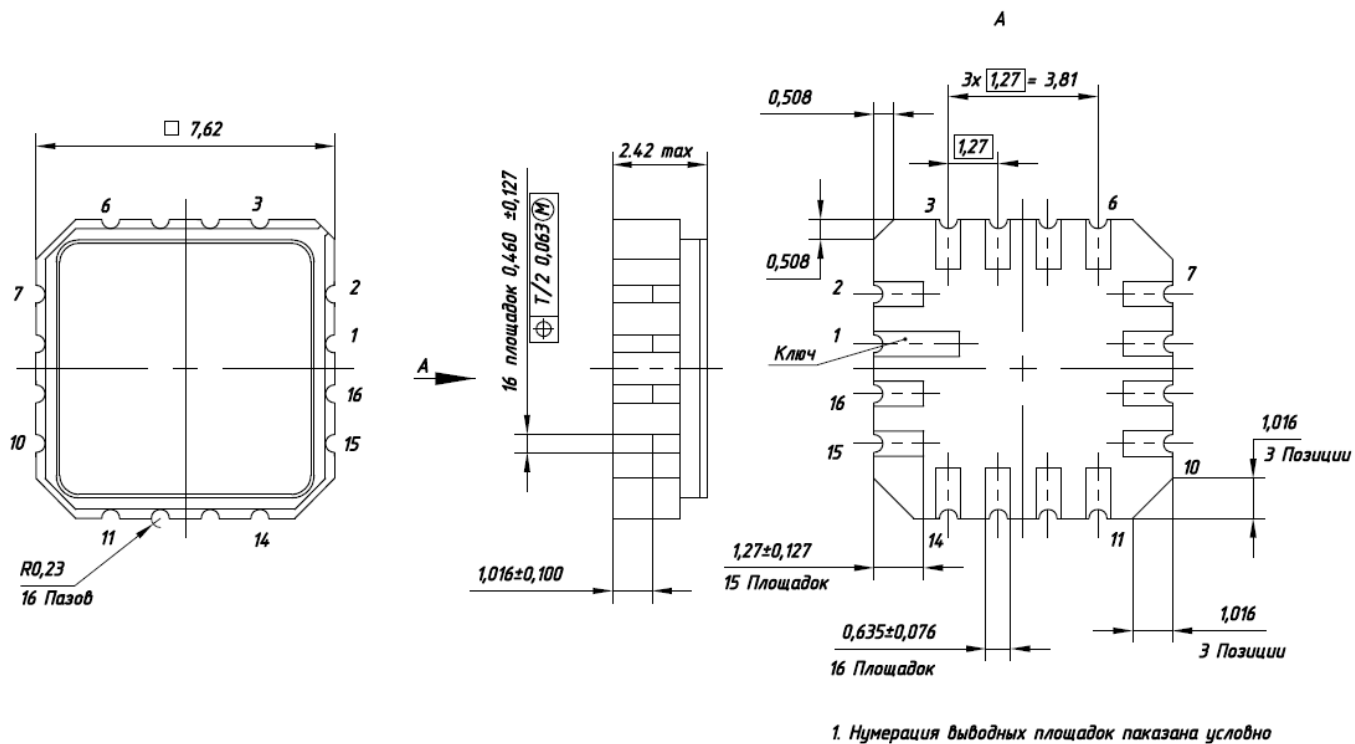 A
3x 1,27 = 3,81
0,508
1,27
□ 7,62
2.42 max
16 площадок 0,460 ±0,127
⌖ T/2 0,063 Ⓜ
6
3
3
6
0,508
7
2
2
7
1
1
Ключ
A
16
16
10
15
15
1,016
3 Позиции
10
11
14
14
11
R0,23
16 Пазов
1,016±0,100
1,27±0,127
15 Площадок
0,635±0,076
16 Площадок
1,016
3 Позиции
1. Нумерация выводных площадок паказана условно